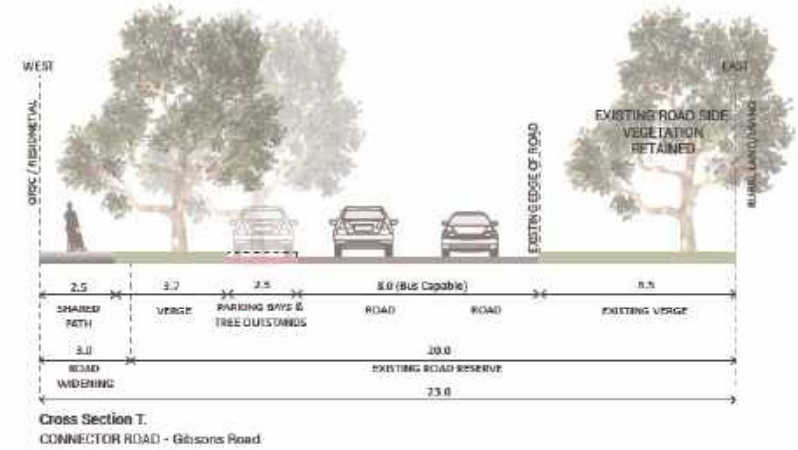 WEST
EAST
EXISTING ROAD SIDE
VEGETATION
RETAINED
EXISTING EDGE OF ROAD
2.5
3.7
2.5
8.0 (Bus Capable)
SHARED
PATH
VERGE
PARKING BAYS &
TREE OUTSTANDS
ROAD
ROAD
EXISTING VERGE
3.0
20.0
ROAD
WIDENING
EXISTING ROAD RESERVE
23.0
Cross Section T.
CONNECTOR ROAD - Gibsons Road